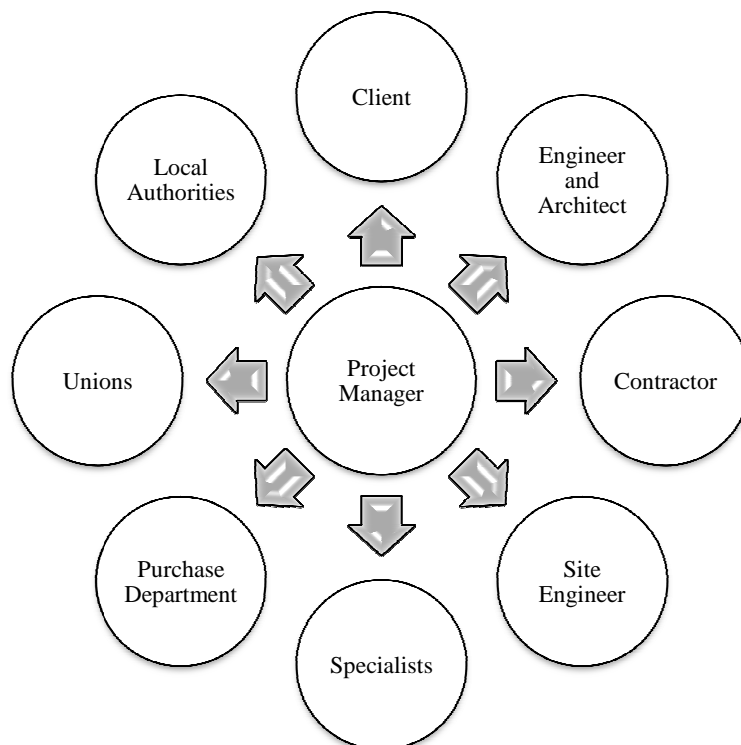 Client
Local
Authorities
Engineer
and
Architect
Unions
Project
Manager
Contractor
Purchase
Department
Site
Engineer
Specialists